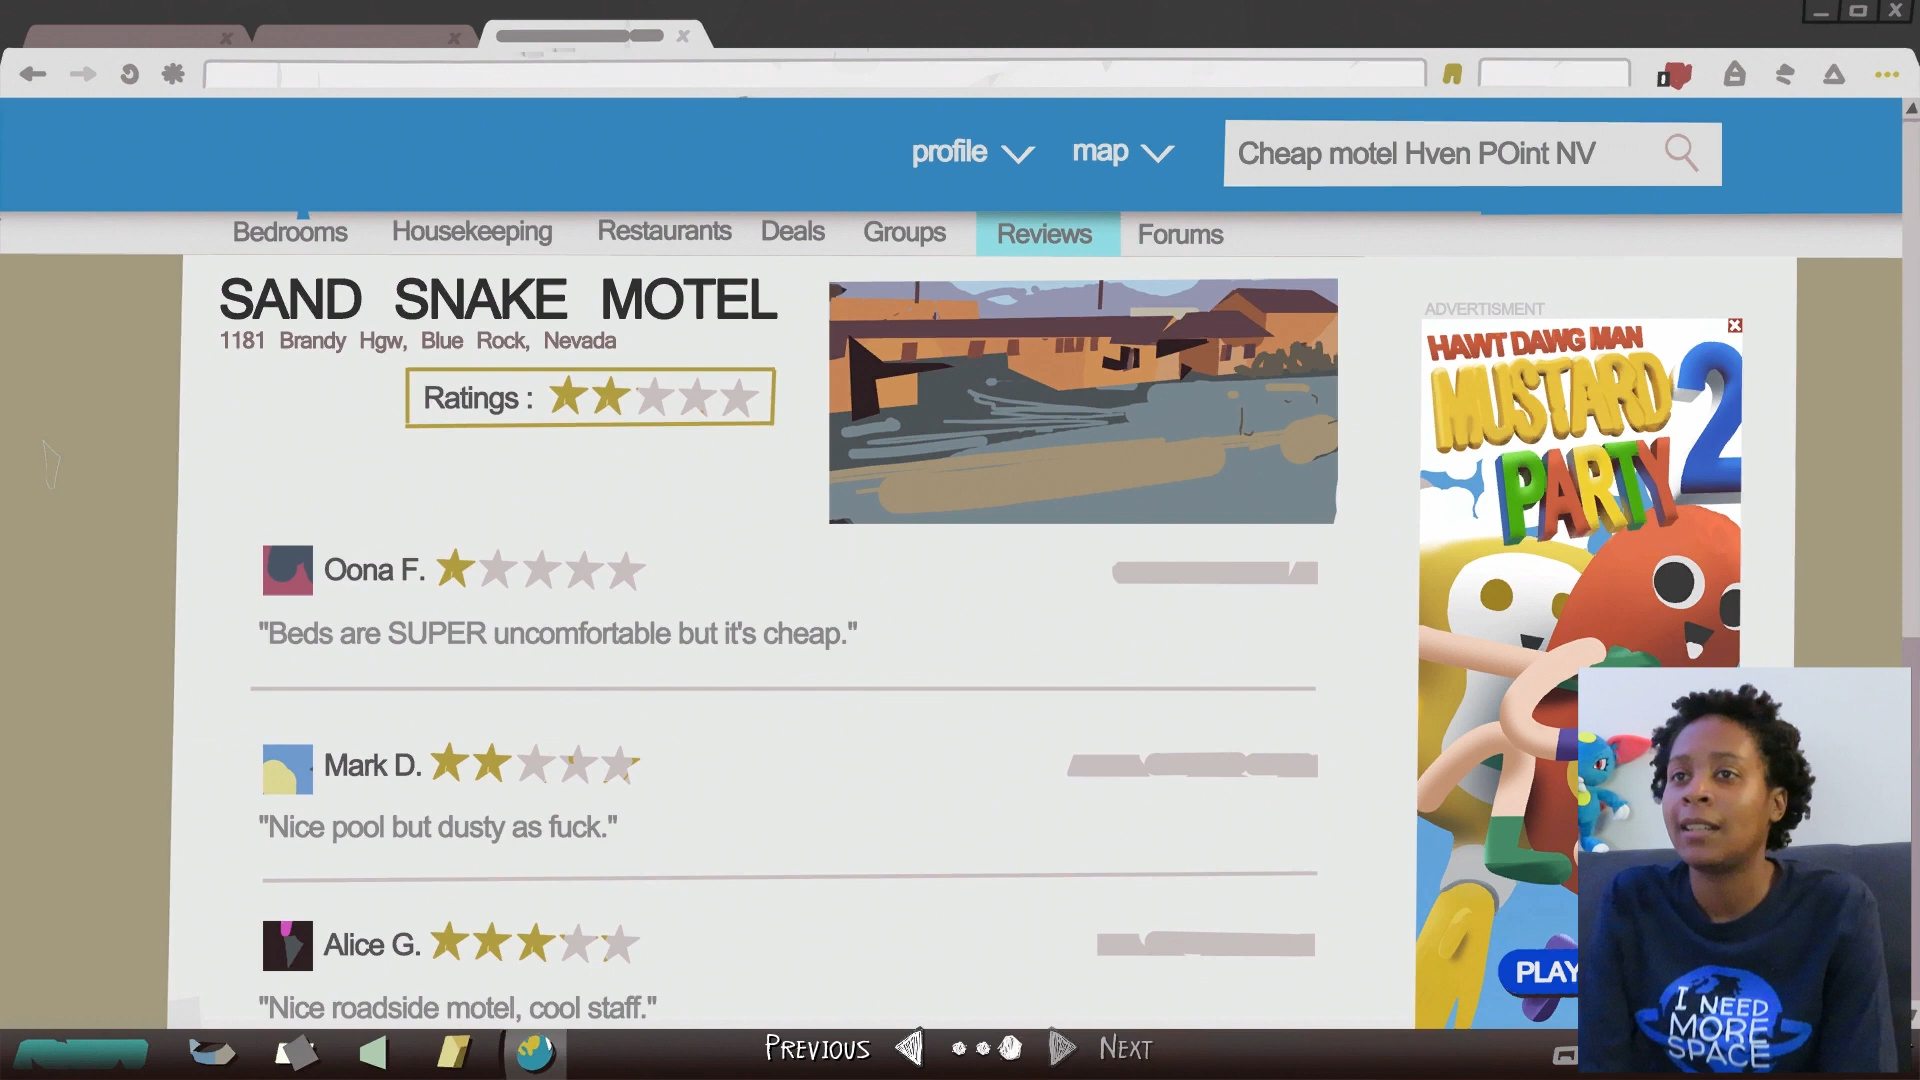 profile
map
Cheap motel Hven POint NV
Bedrooms
Housekeeping
Restaurants
Deals
Groups
Reviews
Forums
SAND SNAKE MOTEL
1181 Brandy Hgw, Blue Rock, Nevada
Ratings :
ADVERTISMENT
HAWT DAWG MAN
MUSTARD
2
PARTY
Oona F.
"Beds are SUPER uncomfortable but it's cheap."
Mark D.
"Nice pool but dusty as fuck."
Alice G.
"Nice roadside motel, cool staff."
PLAY
PREVIOUS
NEXT
I NEED
MORE
SPACE